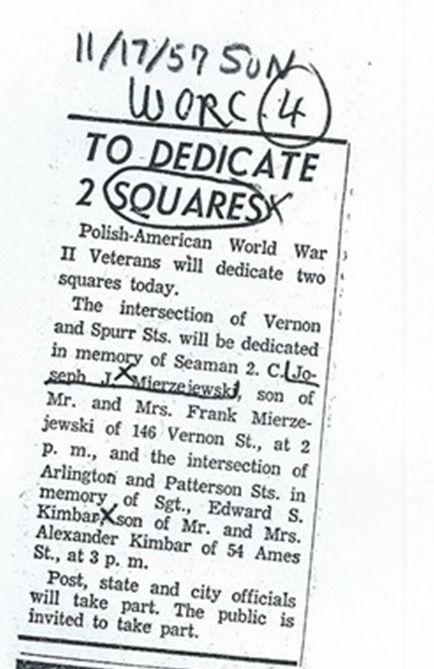 11/17/57 SUN
WORC. 4
TO DEDICATE
2 SQUARES
Polish-American World War
II Veterans will dedicate two
squares today.
The intersection of Vernon
and Spurr Sts. will be dedicated
in memory of Seaman 2. C. Jo-
seph J. Mierzejewski, son of
Mr. and Mrs. Frank Mierze-
jewski of 146 Vernon St., at 2
p. m., and the intersection of
Arlington and Patterson Sts. in
memory of Sgt., Edward S.
Kimbar, son of Mr. and Mrs.
Alexander Kimbar of 54 Ames
St., at 3 p. m.
Post, state and city officials
will take part. The public is
invited to take part.